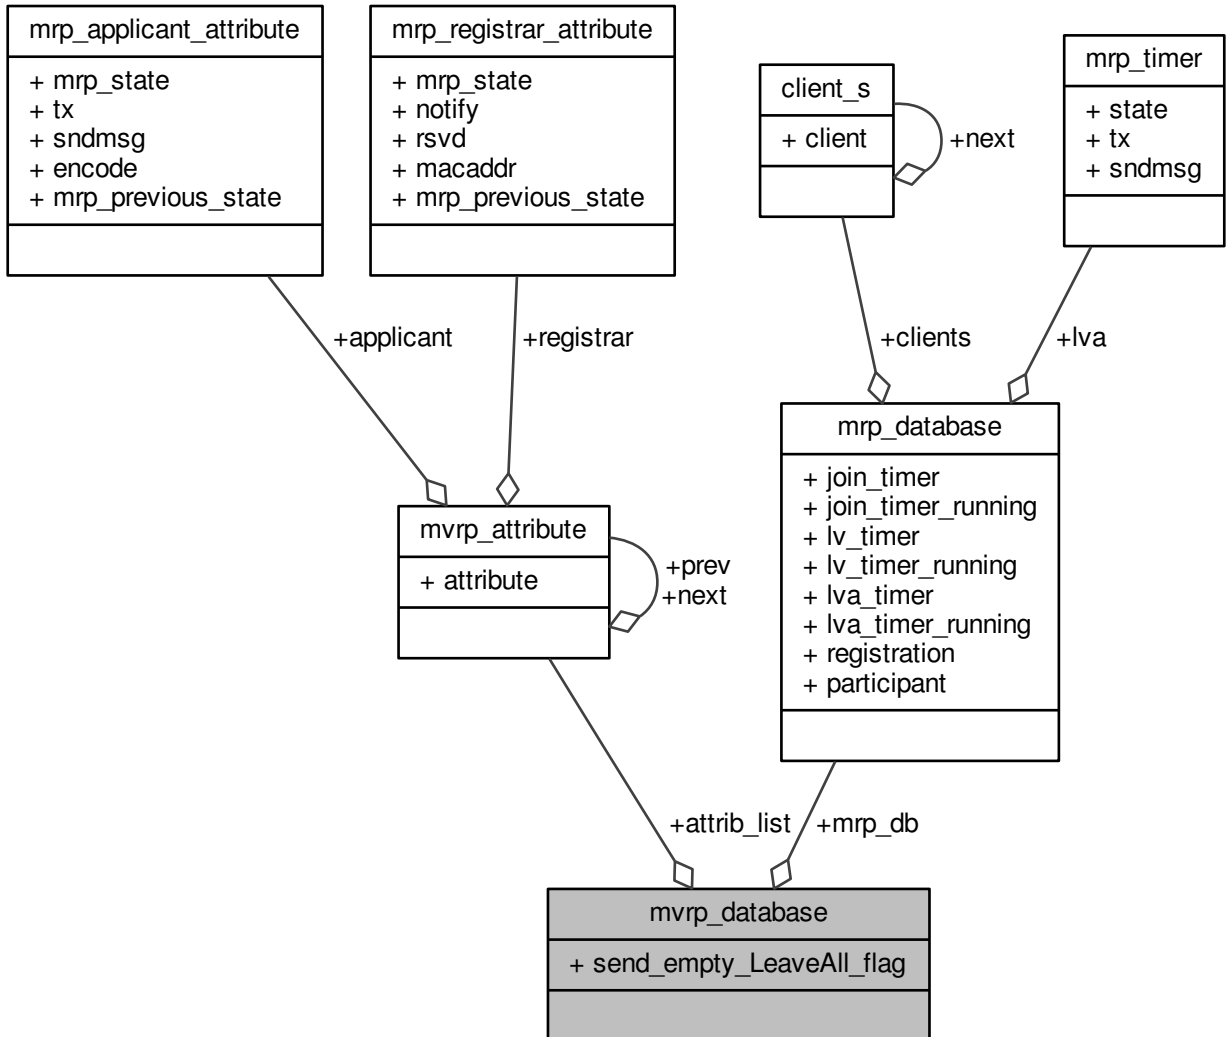 mrp_applicant_attribute
+ mrp_state
+ tx
+ sndmsg
+ encode
+ mrp_previous_state
mrp_registrar_attribute
+ mrp_state
+ notify
+ rsvd
+ macaddr
+ mrp_previous_state
client_s
+ client
+next
mrp_timer
+ state
+ tx
+ sndmsg
+applicant
+registrar
+clients
+lva
mvrp_attribute
+ attribute
+prev
+next
mrp_database
+ join_timer
+ join_timer_running
+ lv_timer
+ lv_timer_running
+ lva_timer
+ lva_timer_running
+ registration
+ participant
+attrib_list
+mrp_db
mvrp_database
+ send_empty_LeaveAll_flag